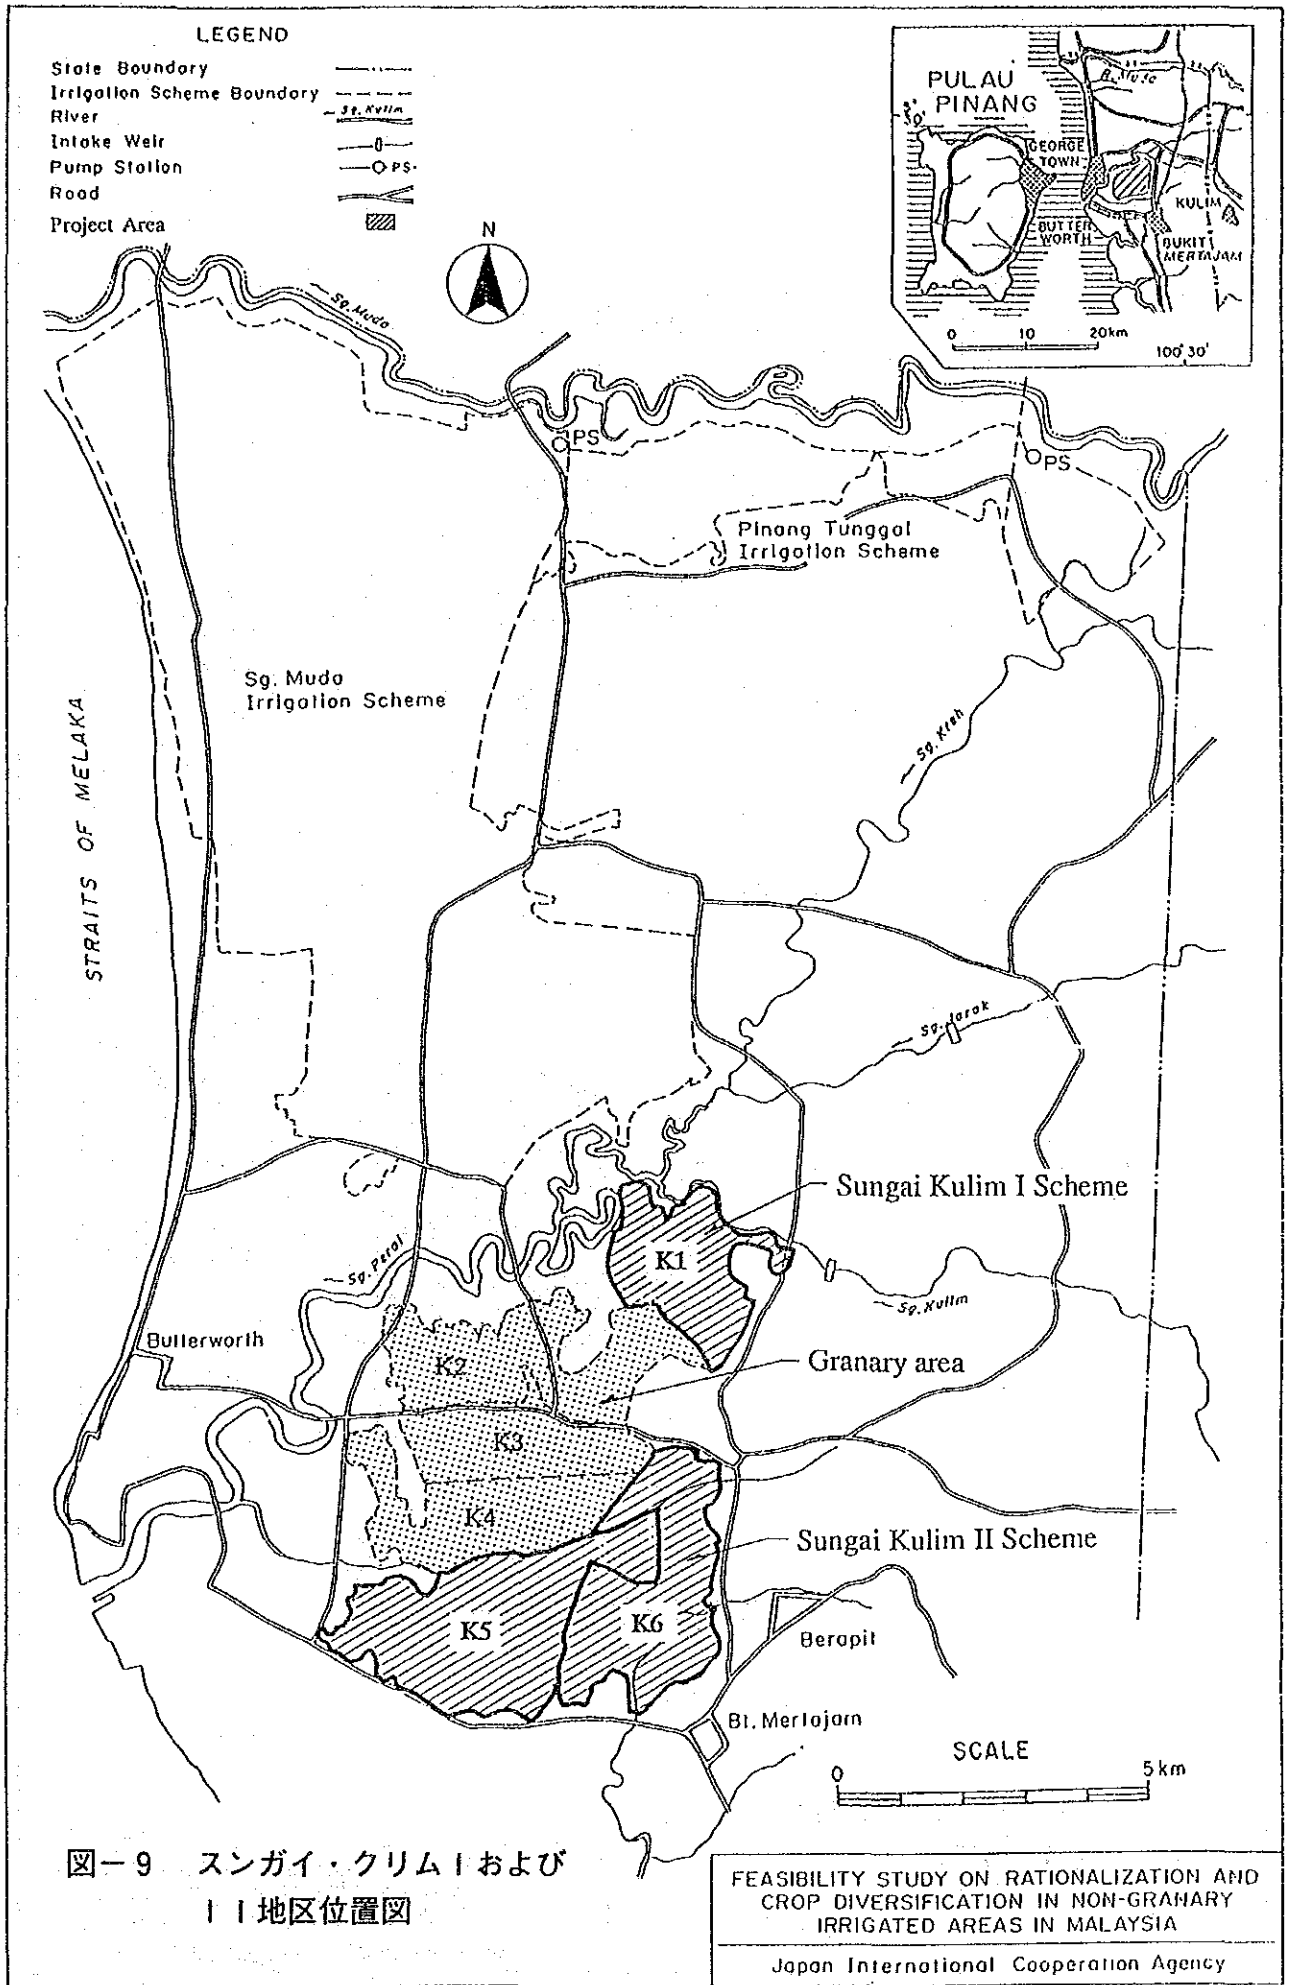 LEGEND
State Boundary
Irrigation Scheme Boundary
River
Sg. Kulim
Intake Weir
Pump Station
PS.
Road
Project Area
N
PULAU
PINANG
GEORGE
TOWN
BUTTER
WORTH
KULIM
BUKIT
MERTAJAM
0 10 20km
100°30'
Sg. Muda
PS
PS
Pinang Tunggal
Irrigation Scheme
Sg. Muda
Irrigation Scheme
STRAITS OF MELAKA
Sg. Kreh
Sg. Jarak
Sungai Kulim I Scheme
K1
Sg. Perai
Sg. Kulim
Butterworth
K2
Granary area
K3
K4
Sungai Kulim II Scheme
K5
K6
Berapit
Bt. Mertajam
SCALE
0 5km
図-9 スンガイ・クリムIおよび
II地区位置図
FEASIBILITY STUDY ON RATIONALIZATION AND
CROP DIVERSIFICATION IN NON-GRANARY
IRRIGATED AREAS IN MALAYSIA
Japan International Cooperation Agency